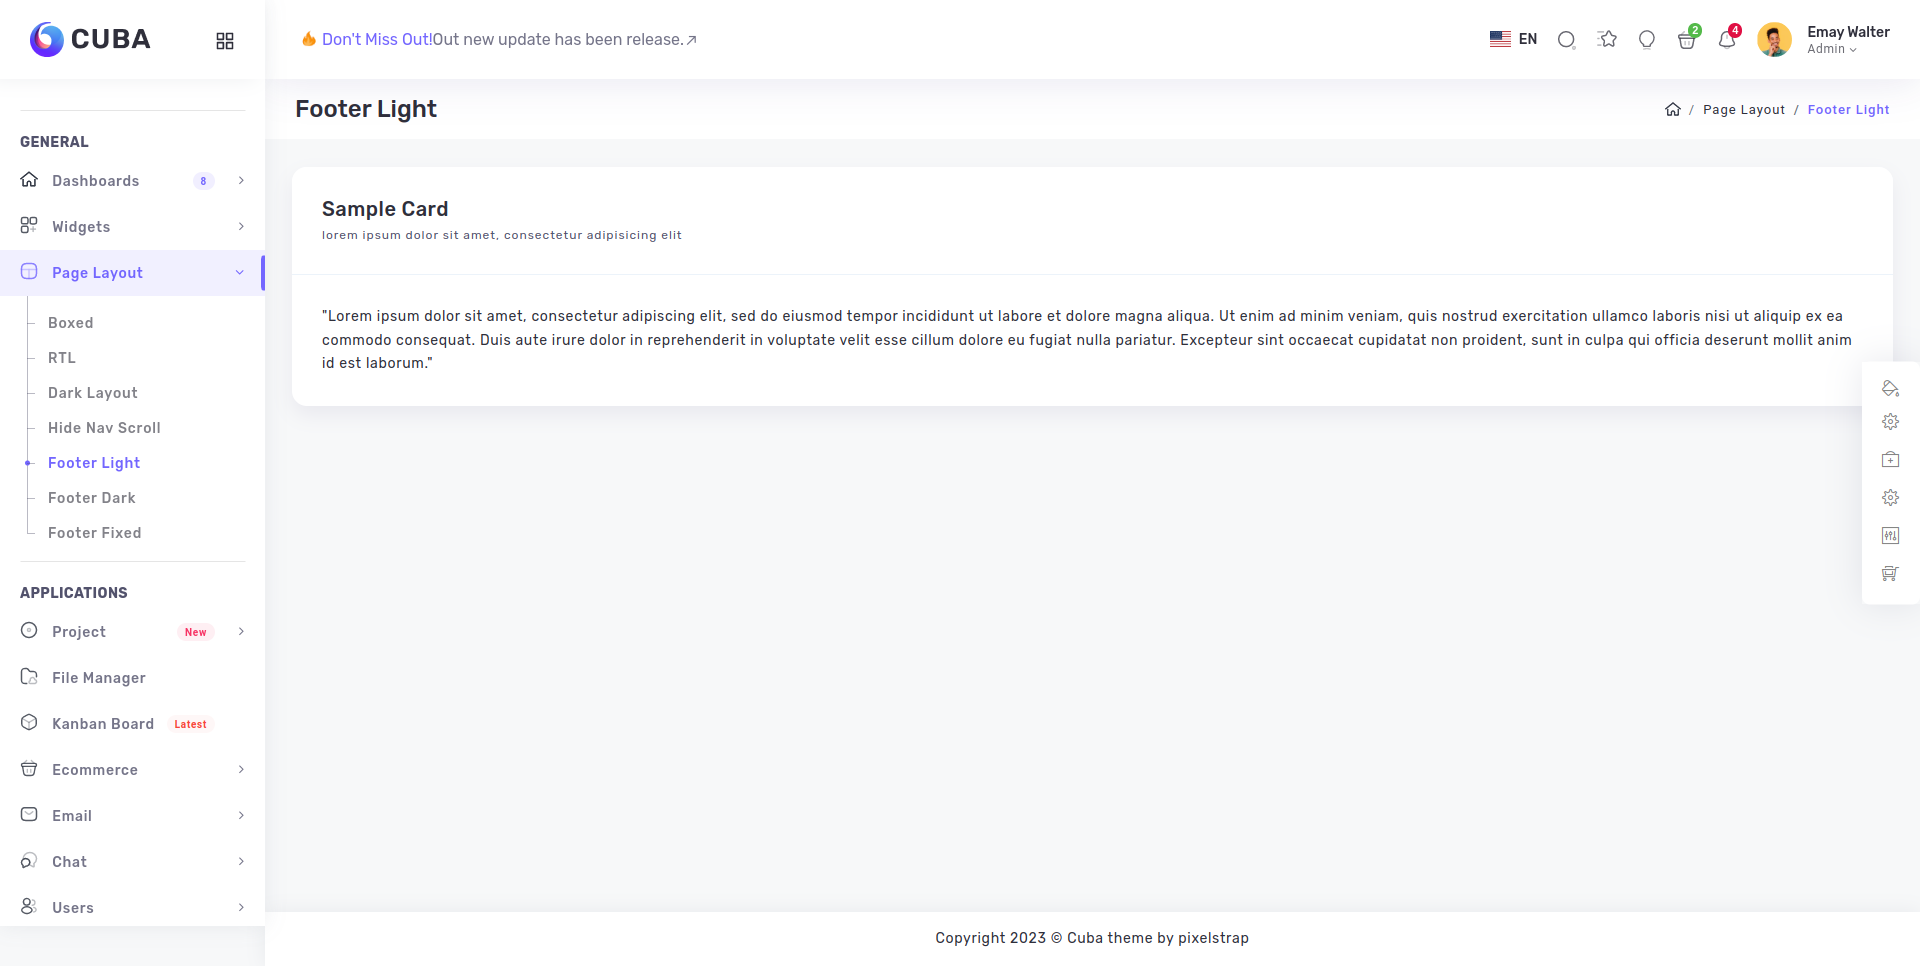 CUBA
Don't Miss Out!Out new update has been release.
EN
2
4
Emay Walter
Admin
Footer Light
/ Page Layout / Footer Light
GENERAL
Dashboards 8
Widgets
Page Layout
Boxed
RTL
Dark Layout
Hide Nav Scroll
Footer Light
Footer Dark
Footer Fixed
APPLICATIONS
Project New
File Manager
Kanban Board Latest
Ecommerce
Email
Chat
Users
Sample Card
lorem ipsum dolor sit amet, consectetur adipisicing elit
"Lorem ipsum dolor sit amet, consectetur adipiscing elit, sed do eiusmod tempor incididunt ut labore et dolore magna aliqua. Ut enim ad minim veniam, quis nostrud exercitation ullamco laboris nisi ut aliquip ex ea
commodo consequat. Duis aute irure dolor in reprehenderit in voluptate velit esse cillum dolore eu fugiat nulla pariatur. Excepteur sint occaecat cupidatat non proident, sunt in culpa qui officia deserunt mollit anim
id est laborum."
Copyright 2023 © Cuba theme by pixelstrap